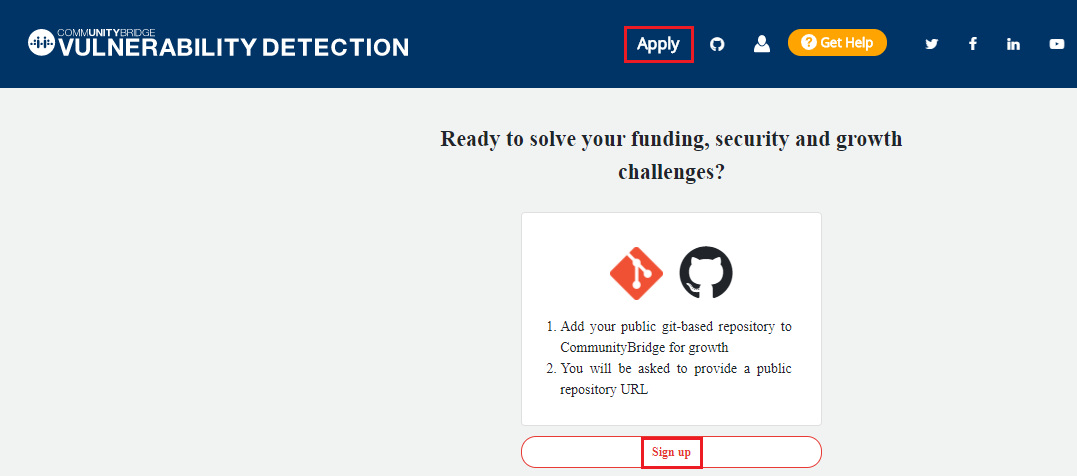 COMMUNITYBRIDGE
VULNERABILITY DETECTION
Apply
? Get Help
Ready to solve your funding, security and growth
challenges?
1. Add your public git-based repository to
CommunityBridge for growth
2. You will be asked to provide a public
repository URL
Sign up